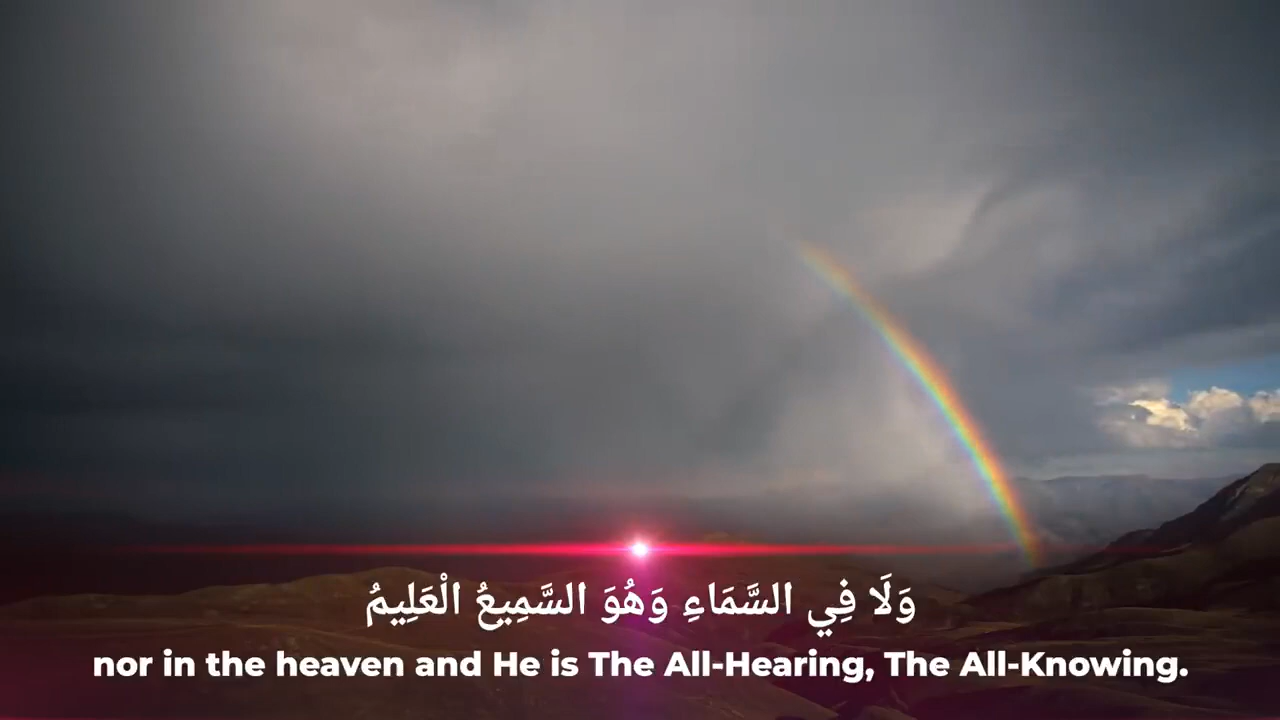 وَلَا فِي السَّمَاءِ وَهُوَ السَّمِيعُ الْعَلِيمُ
nor in the heaven and He is The All-Hearing, The All-Knowing.